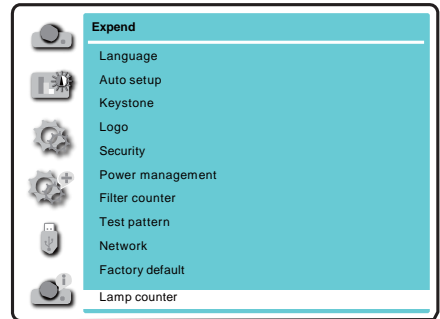 Expend
Language
Auto setup
Keystone
Logo
Security
Power management
Filter counter
Test pattern
Network
Factory default
Lamp counter